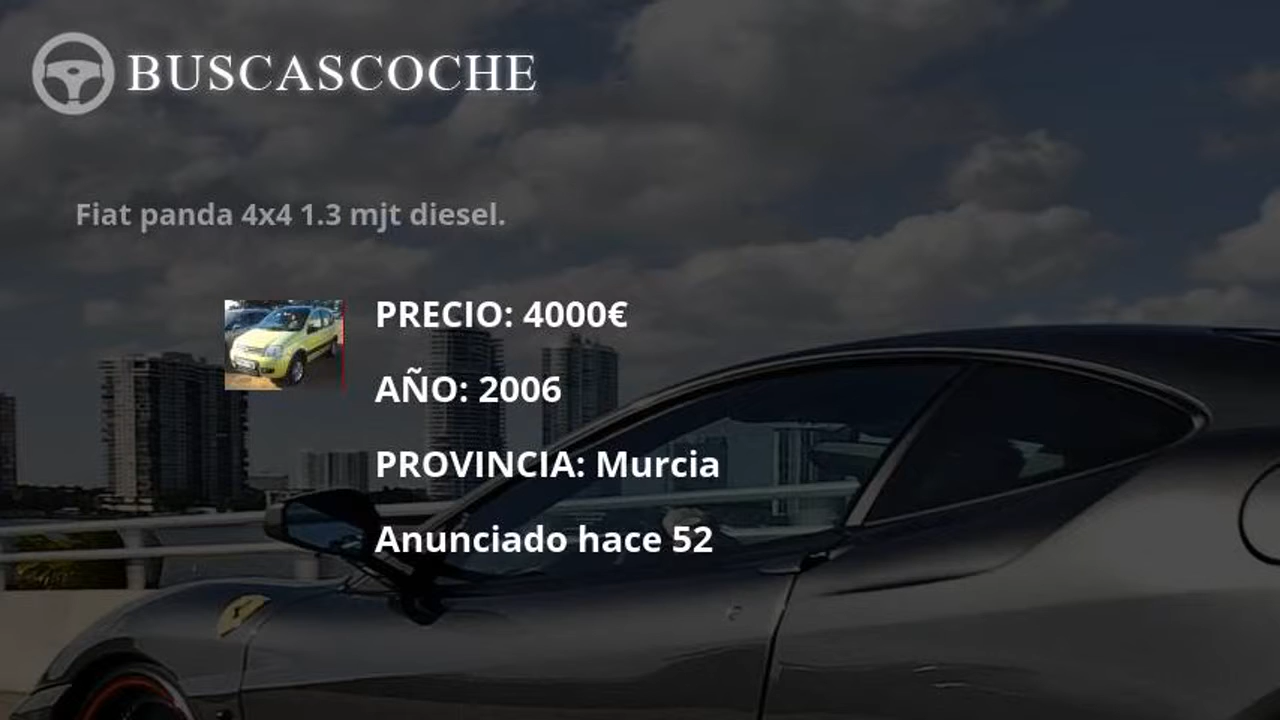 BUSCASCOCHE
Fiat panda 4x4 1.3 mjt diesel.
PRECIO: 4000€
AÑO: 2006
PROVINCIA: Murcia
Anunciado hace 52